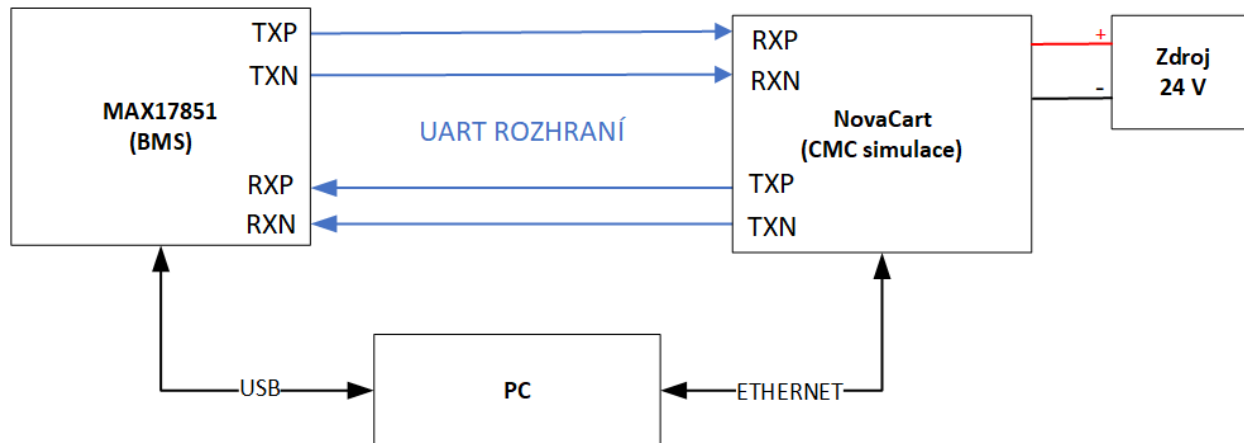 TXP
TXN
MAX17851
(BMS)
RXP
RXN
UART ROZHRANÍ
RXP
RXN
NovaCart
(CMC simulace)
TXP
TXN
+
-
Zdroj
24 V
USB
PC
ETHERNET